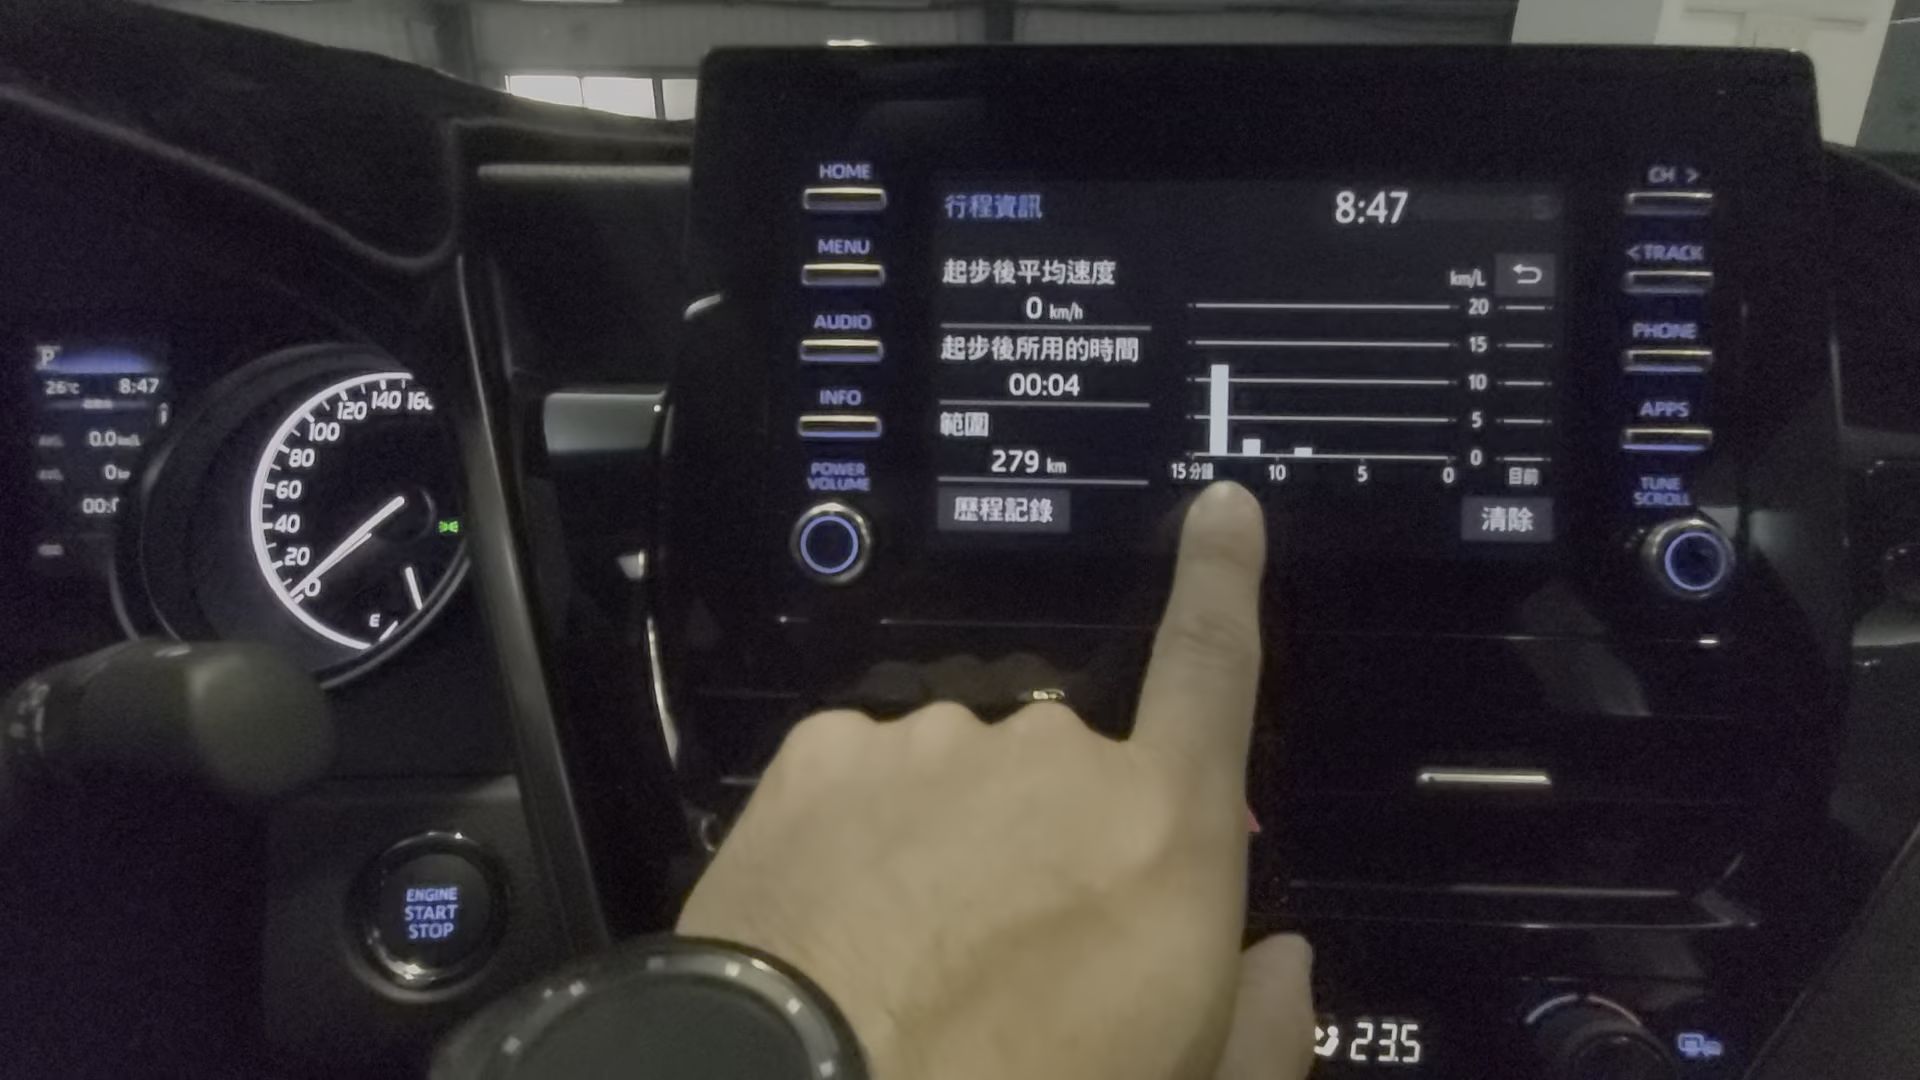 HOME
MENU
AUDIO
INFO
POWER
VOLUME
行程資訊
8:47
起步後平均速度
0 km/h
起步後所用的時間
00:04
範圍
279 km
歷程記錄
km/L
20
15
10
5
0
15 分鐘
10
5
0
目前
清除
CH >
< TRACK
PHONE
APPS
TUNE
SCROLL
P
26℃
8:47
0.0
0
160
140
120
100
80
60
40
20
0
E
ENGINE
START
STOP
23.5